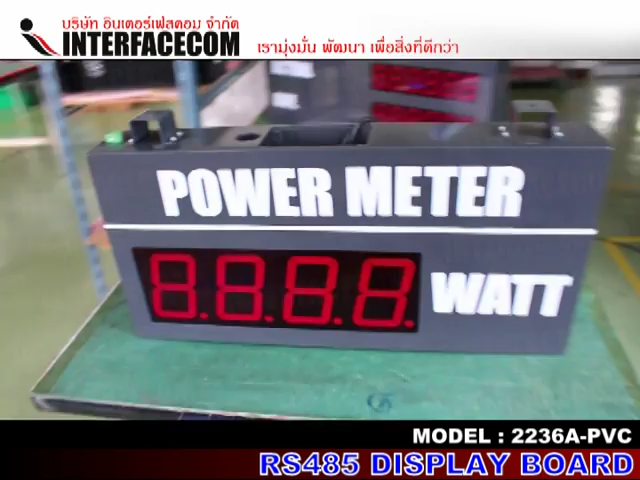 บริษัท อินเตอร์เฟสคอม จำกัด
INTERFACECOM
เรามุ่งมั่น พัฒนา เพื่อสิ่งที่ดีกว่า
POWER METER
8.8.8.8.
WATT
MODEL : 2236A-PVC
RS485 DISPLAY BOARD